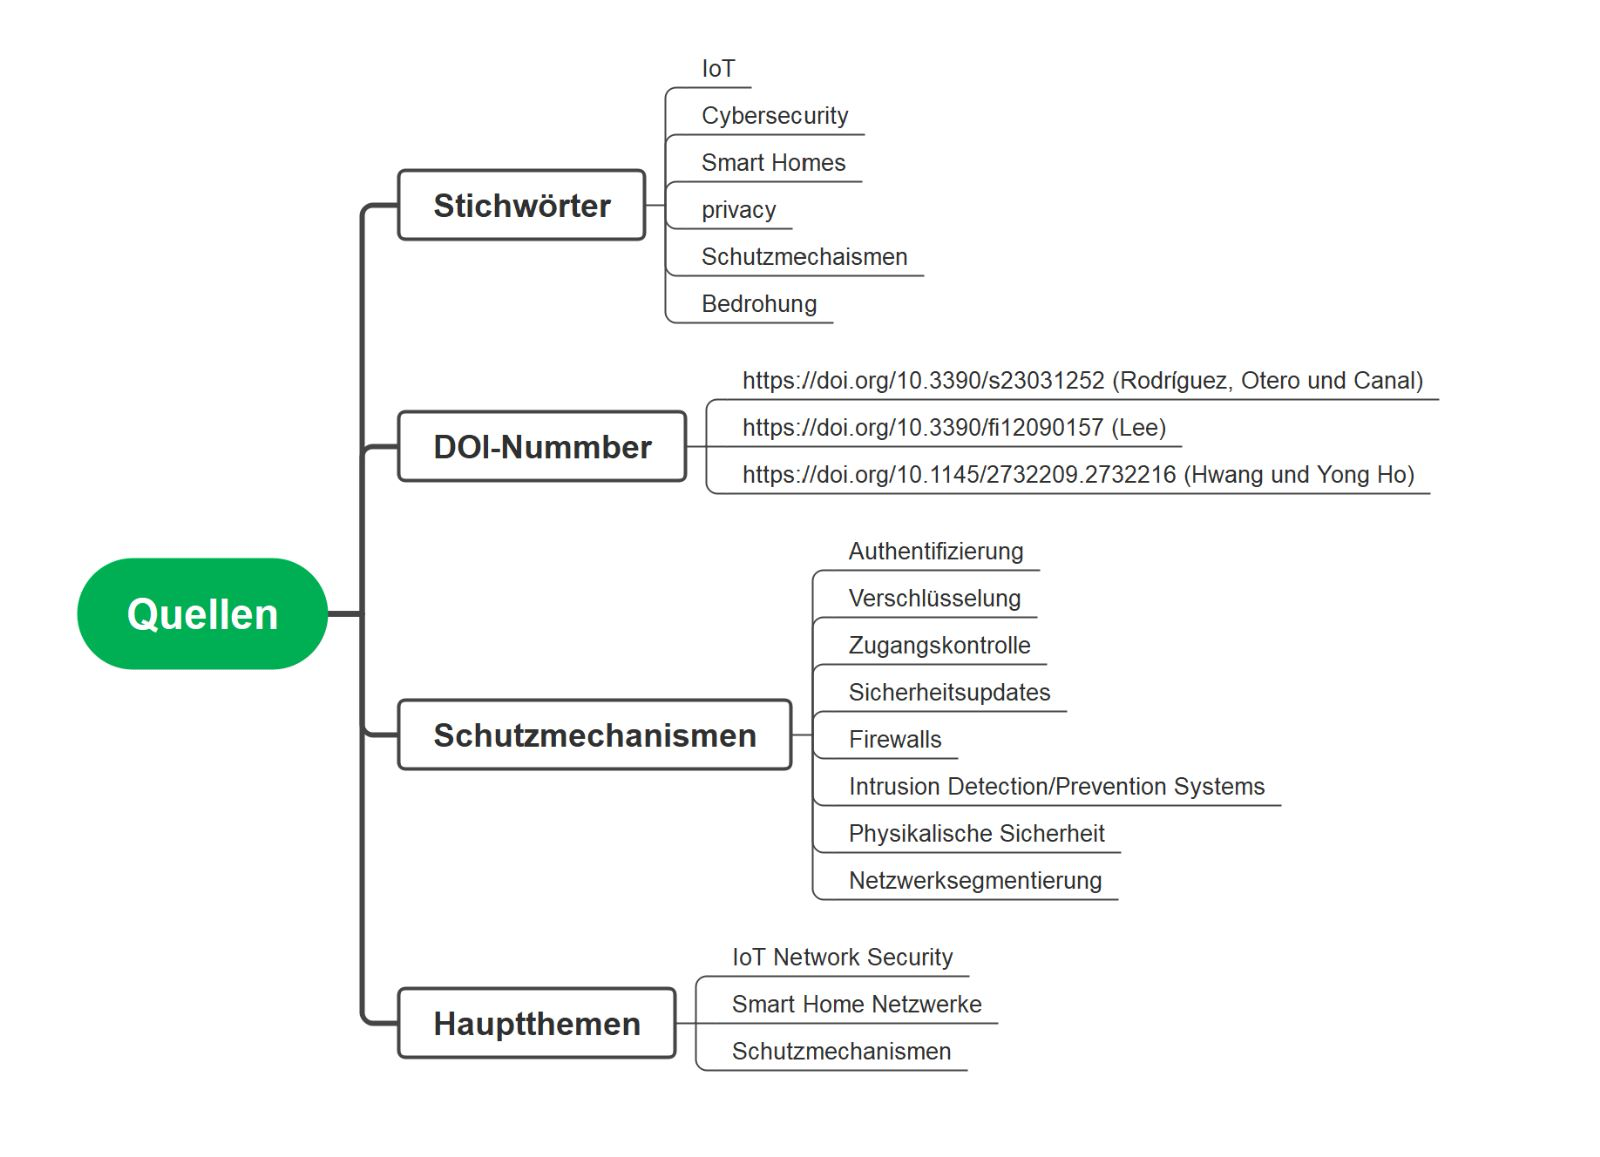 IoT
Cybersecurity
Smart Homes
privacy
Schutzmechaismen
Bedrohung
Stichwörter
https://doi.org/10.3390/s23031252 (Rodríguez, Otero und Canal)
https://doi.org/10.3390/fi12090157 (Lee)
https://doi.org/10.1145/2732209.2732216 (Hwang und Yong Ho)
DOI-Nummber
Quellen
Authentifizierung
Verschlüsselung
Zugangskontrolle
Sicherheitsupdates
Firewalls
Intrusion Detection/Prevention Systems
Physikalische Sicherheit
Netzwerksegmentierung
Schutzmechanismen
IoT Network Security
Smart Home Netzwerke
Schutzmechanismen
Hauptthemen